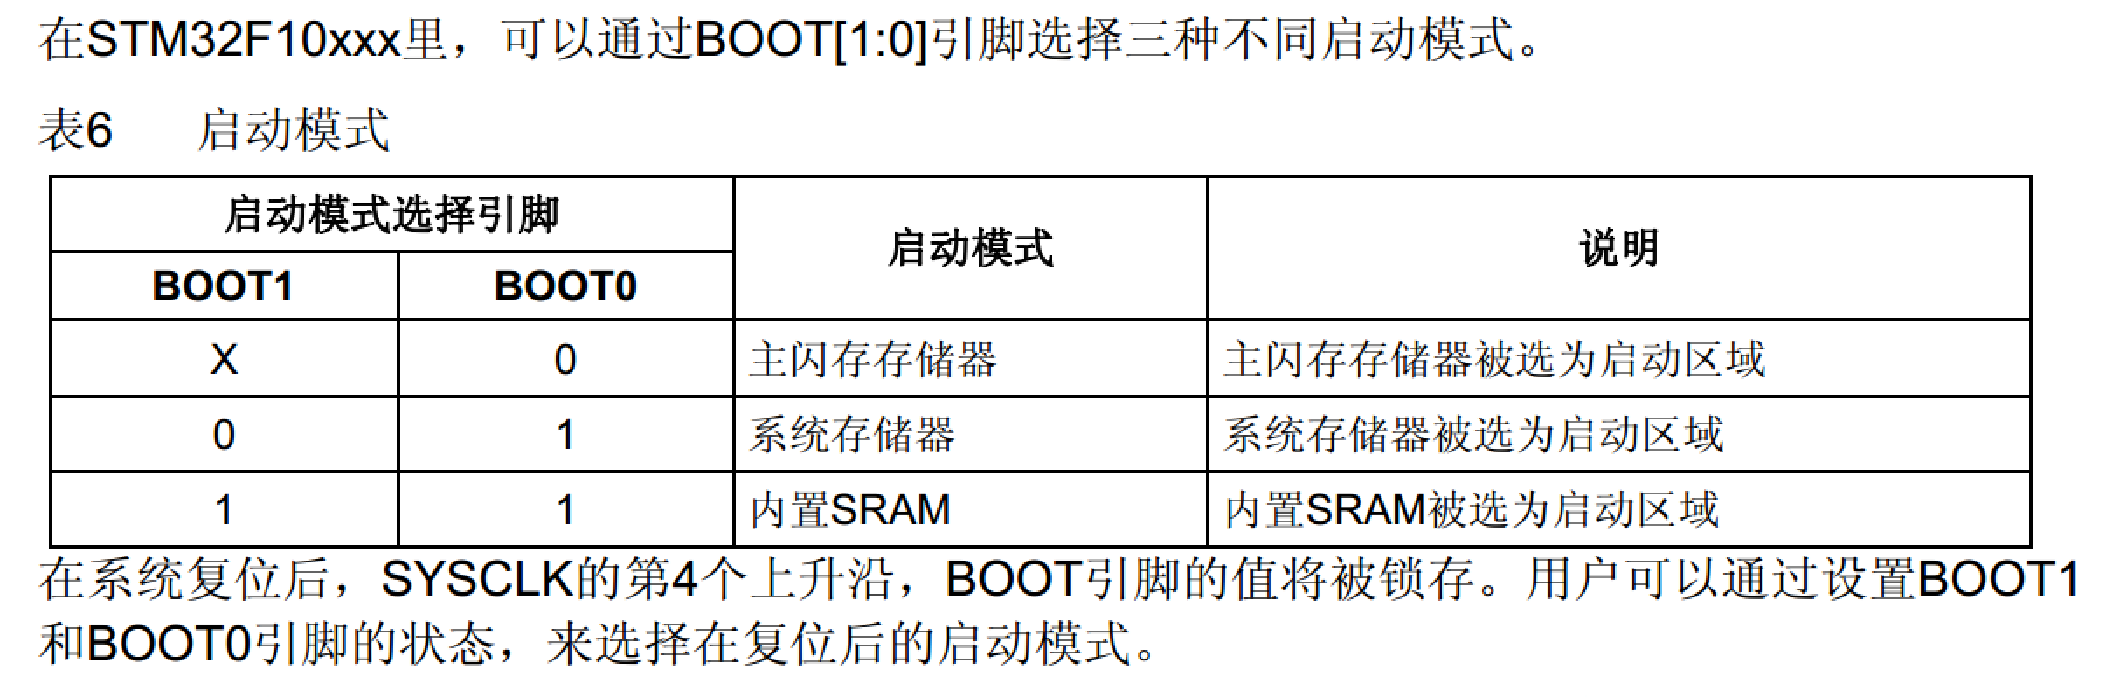 在STM32F10xxx里，可以通过BOOT[1:0]引脚选择三种不同启动模式。
表6 启动模式
启动模式选择引脚 启动模式 说明
BOOT1 BOOT0
X 0 主闪存存储器 主闪存存储器被选为启动区域
0 1 系统存储器 系统存储器被选为启动区域
1 1 内置SRAM 内置SRAM被选为启动区域
在系统复位后，SYSCLK的第4个上升沿，BOOT引脚的值将被锁存。用户可以通过设置BOOT1
和BOOT0引脚的状态，来选择在复位后的启动模式。